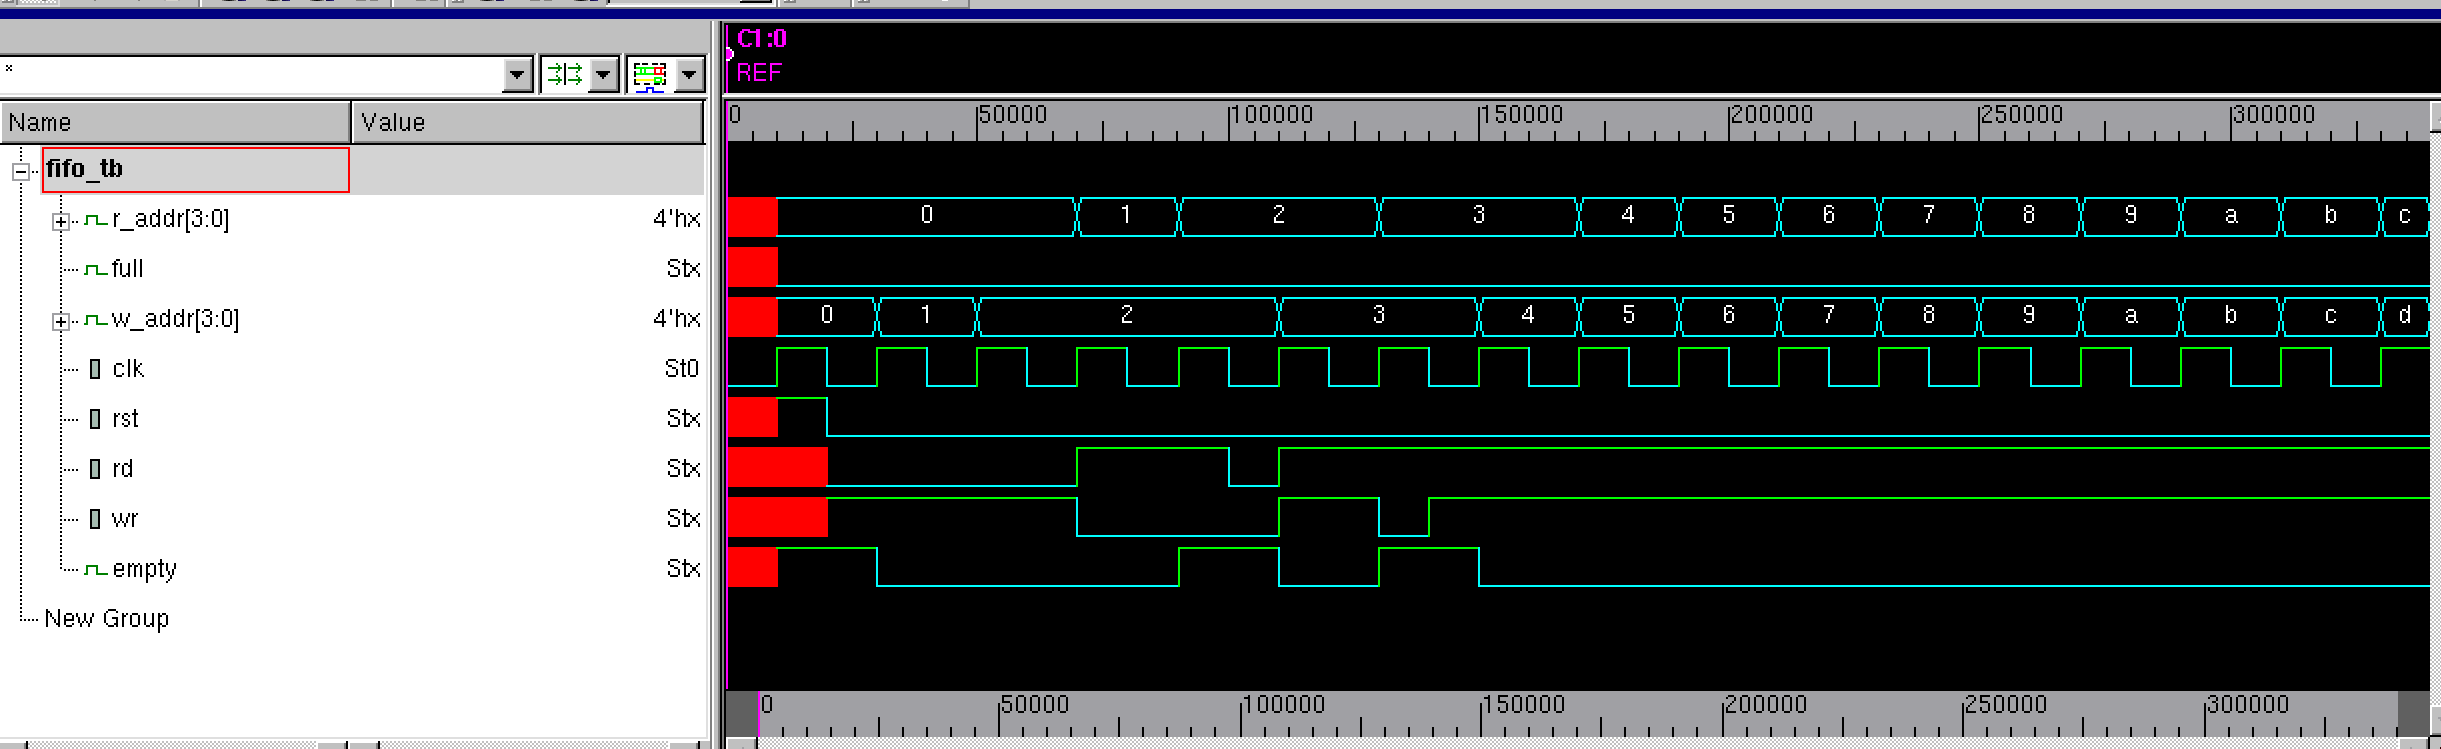 C1:0
REF
*
Name Value
0 50000 100000 150000 200000 250000 300000
fifo_tb
r_addr[3:0] 4'hx 0 1 2 3 4 5 6 7 8 9 a b c
full Stx
w_addr[3:0] 4'hx 0 1 2 3 4 5 6 7 8 9 a b c d
clk St0
rst Stx
rd Stx
wr Stx
empty Stx
New Group
0 50000 100000 150000 200000 250000 300000